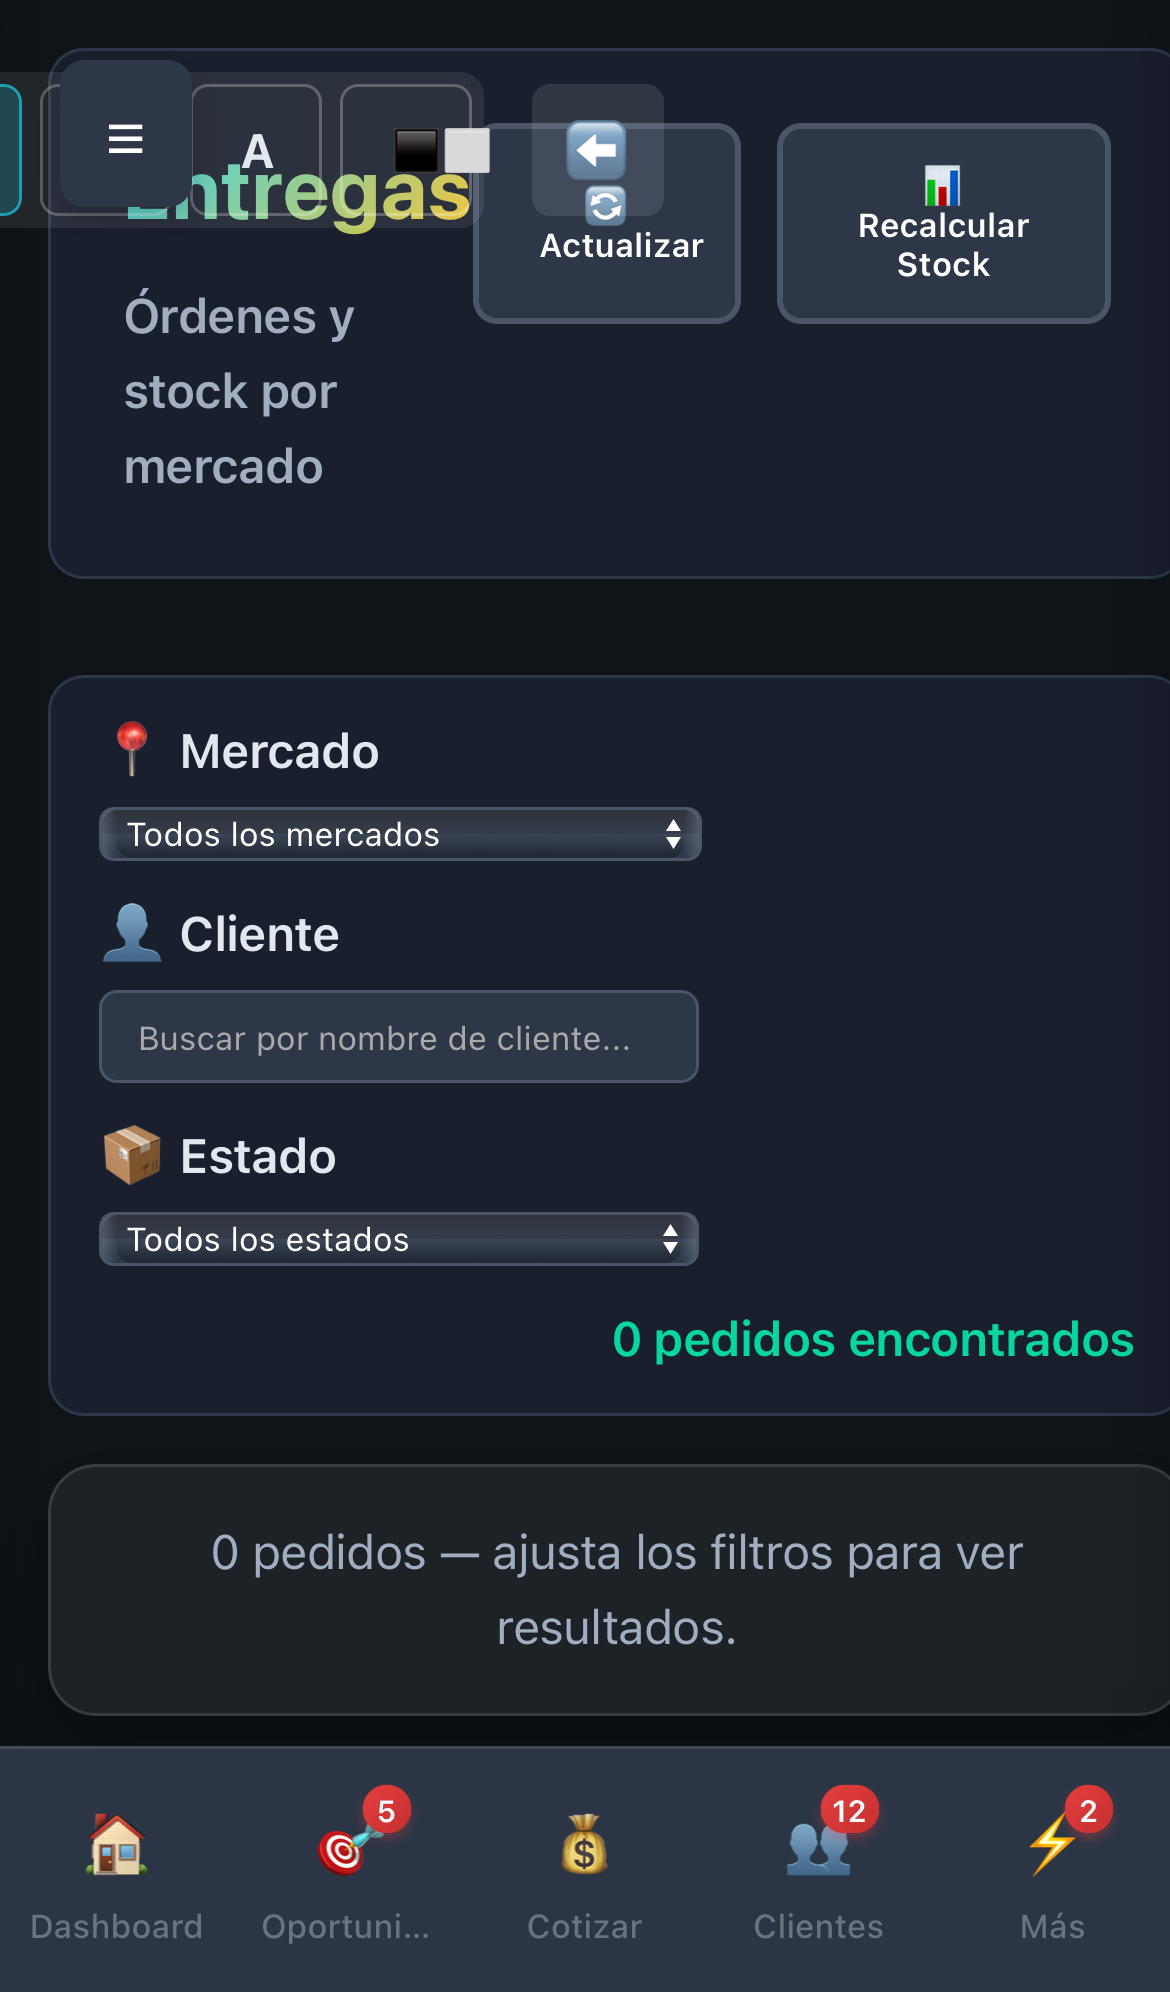 A
Entregas
Actualizar
Recalcular
Stock
Órdenes y
stock por
mercado
Mercado
Todos los mercados
Cliente
Buscar por nombre de cliente...
Estado
Todos los estados
0 pedidos encontrados
0 pedidos — ajusta los filtros para ver
resultados.
5
12
2
Dashboard
Oportuni...
Cotizar
Clientes
Más